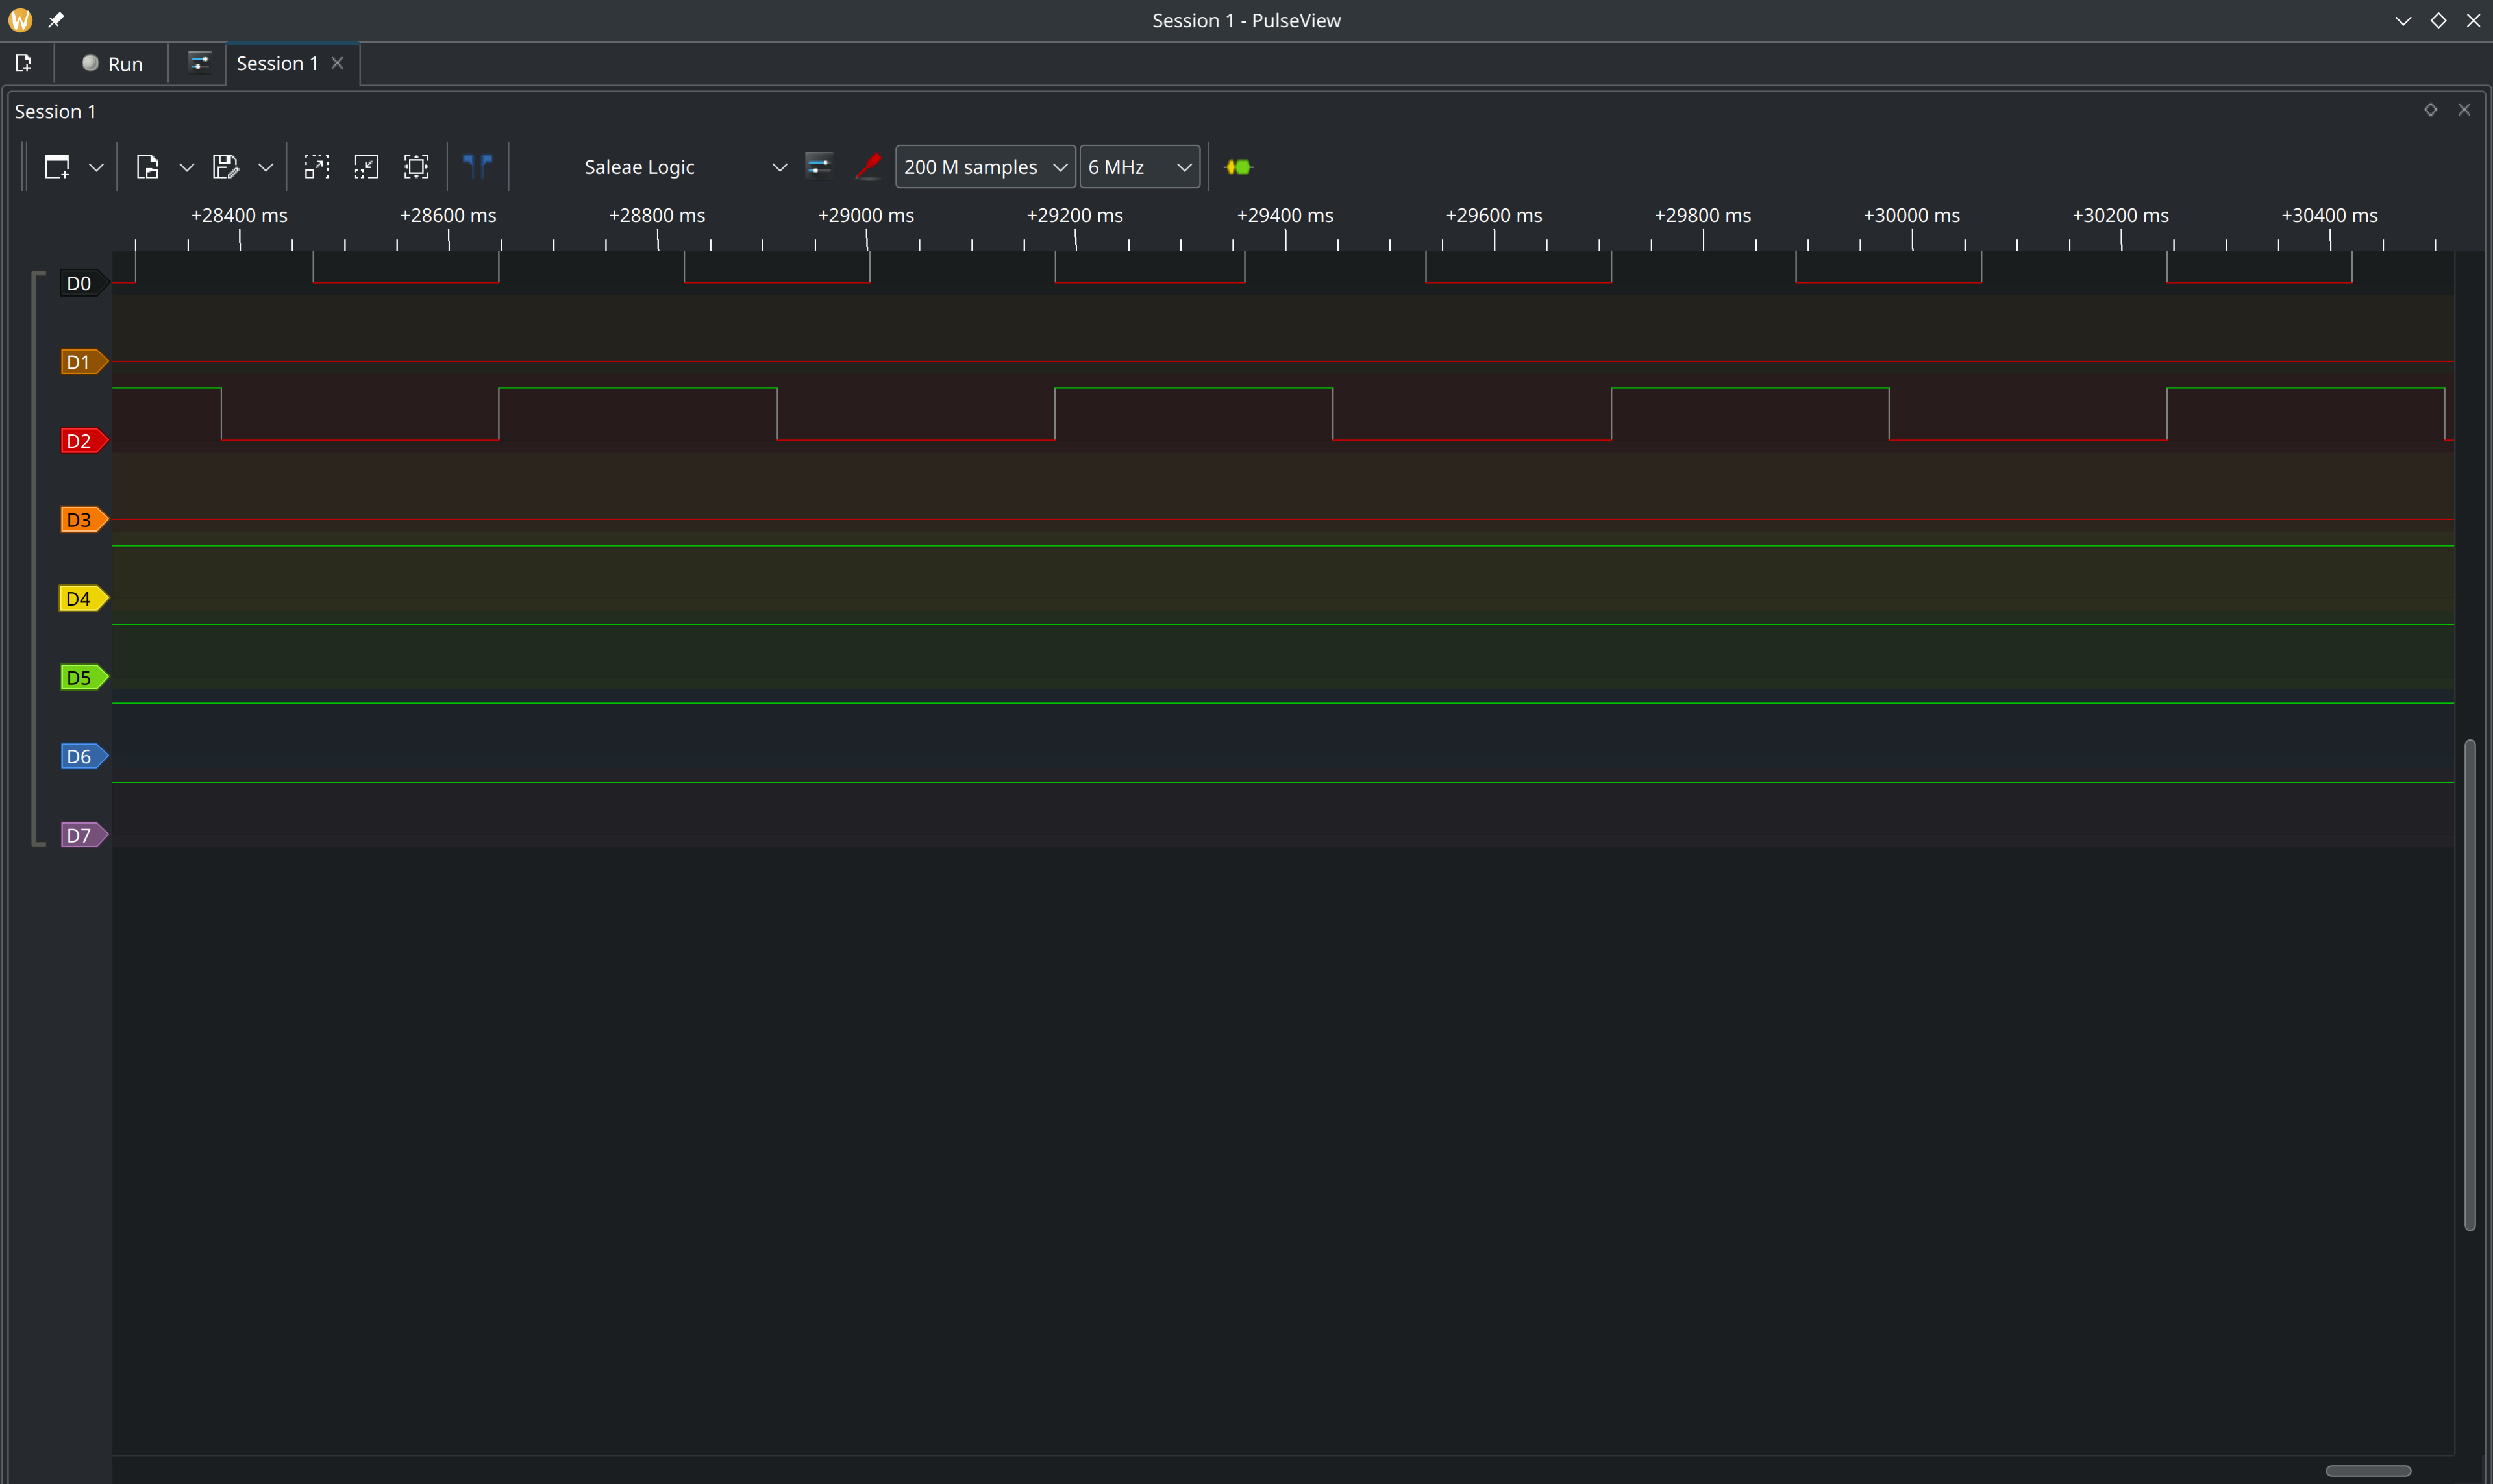 Session 1 - PulseView
Run
Session 1
Session 1
Saleae Logic
200 M samples
6 MHz
+28400 ms
+28600 ms
+28800 ms
+29000 ms
+29200 ms
+29400 ms
+29600 ms
+29800 ms
+30000 ms
+30200 ms
+30400 ms
D0
D1
D2
D3
D4
D5
D6
D7